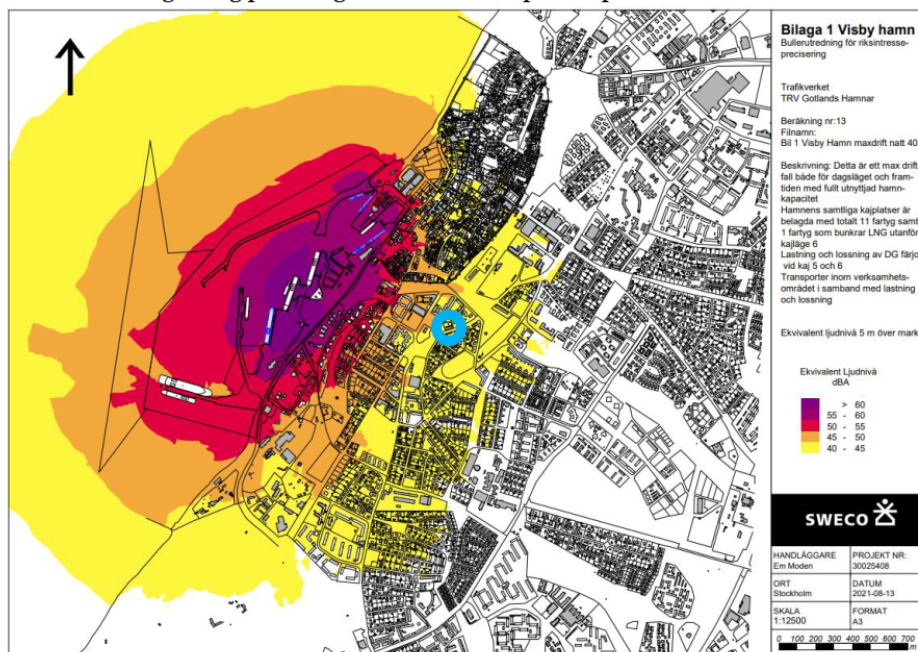 Bilaga 1 Visby hamn
Bullerutredning för riksintresse-
precisering
Trafikverket
TRV Gotlands Hamnar
Beräkning nr:13
Filnamn:
Bil 1 Visby Hamn maxdrift natt 40
Beskrivning: Detta är ett max drift
fall både för dagsläget och fram-
tiden med fullt utnyttjad hamn-
kapacitet
Hamnens samtliga kajplatser är
belagda med totalt 11 fartyg samt
1 fartyg som bunkrar LNG utanför
kajläge 6
Lastning och lossning av DG färjo
vid kaj 5 och 6
Transporter inom verksamhets-
området i samband med lastning
och lossning
Ekvivalent ljudnivå 5 m över mark
Ekvivalent Ljudnivå
dBA
> 60
55 - 60
50 - 55
45 - 50
40 - 45
SWECO
HANDLÄGGARE
Em Moden
PROJEKT NR:
30025408
ORT
Stockholm
DATUM
2021-08-13
SKALA
1:12500
FORMAT
A3
0 100 200 300 400 500 600 700
m